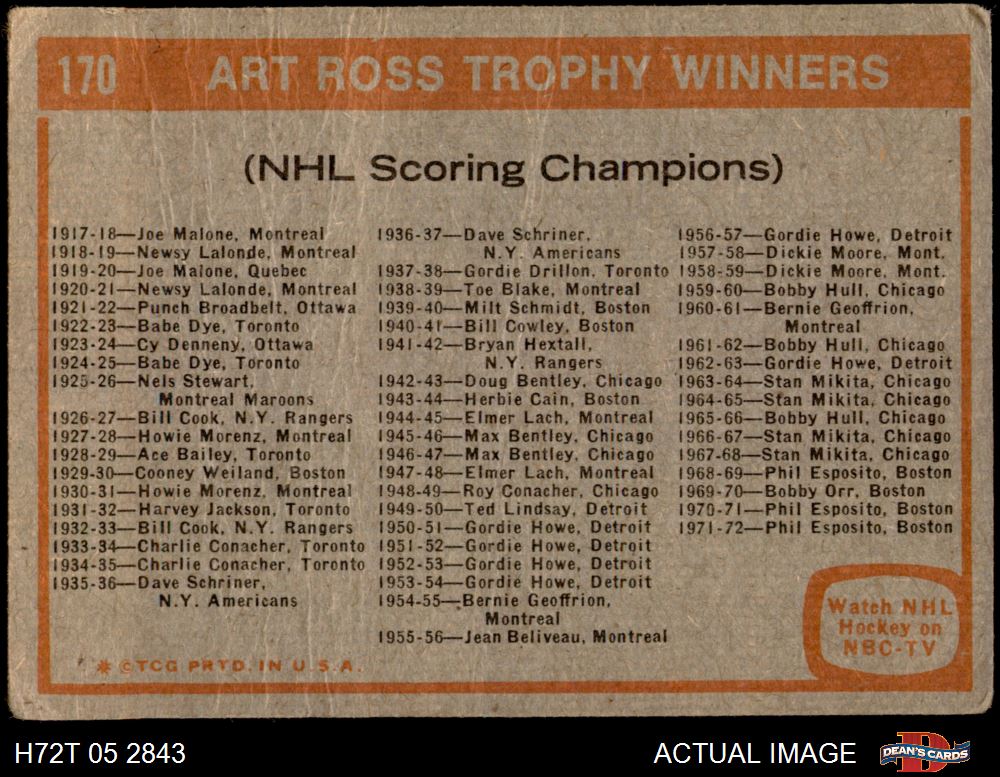 170 ART ROSS TROPHY WINNERS
(NHL Scoring Champions)
1917-18—Joe Malone, Montreal
1918-19—Newsy Lalonde, Montreal
1919-20—Joe Malone, Quebec
1920-21—Newsy Lalonde, Montreal
1921-22—Punch Broadbelt, Ottawa
1922-23—Babe Dye, Toronto
1923-24—Cy Denneny, Ottawa
1924-25—Babe Dye, Toronto
1925-26—Nels Stewart,
Montreal Maroons
1926-27—Bill Cook, N.Y. Rangers
1927-28—Howie Morenz, Montreal
1928-29—Ace Bailey, Toronto
1929-30—Cooney Weiland, Boston
1930-31—Howie Morenz, Montreal
1931-32—Harvey Jackson, Toronto
1932-33—Bill Cook, N.Y. Rangers
1933-34—Charlie Conacher, Toronto
1934-35—Charlie Conacher, Toronto
1935-36—Dave Schriner,
N.Y. Americans
1936-37—Dave Schriner,
N.Y. Americans
1937-38—Gordie Drillon, Toronto
1938-39—Toe Blake, Montreal
1939-40—Milt Schmidt, Boston
1940-41—Bill Cowley, Boston
1941-42—Bryan Hextall,
N.Y. Rangers
1942-43—Doug Bentley, Chicago
1943-44—Herbie Cain, Boston
1944-45—Elmer Lach, Montreal
1945-46—Max Bentley, Chicago
1946-47—Max Bentley, Chicago
1947-48—Elmer Lach, Montreal
1948-49—Roy Conacher, Chicago
1949-50—Ted Lindsay, Detroit
1950-51—Gordie Howe, Detroit
1951-52—Gordie Howe, Detroit
1952-53—Gordie Howe, Detroit
1953-54—Gordie Howe, Detroit
1954-55—Bernie Geoffrion,
Montreal
1955-56—Jean Beliveau, Montreal
1956-57—Gordie Howe, Detroit
1957-58—Dickie Moore, Mont.
1958-59—Dickie Moore, Mont.
1959-60—Bobby Hull, Chicago
1960-61—Bernie Geoffrion,
Montreal
1961-62—Bobby Hull, Chicago
1962-63—Gordie Howe, Detroit
1963-64—Stan Mikita, Chicago
1964-65—Stan Mikita, Chicago
1965-66—Bobby Hull, Chicago
1966-67—Stan Mikita, Chicago
1967-68—Stan Mikita, Chicago
1968-69—Phil Esposito, Boston
1969-70—Bobby Orr, Boston
1970-71—Phil Esposito, Boston
1971-72—Phil Esposito, Boston
Watch NHL
Hockey on
NBC-TV
* © TCG PRTD. IN U.S.A.
H72T 05 2843 ACTUAL IMAGE DEAN'S CARDS